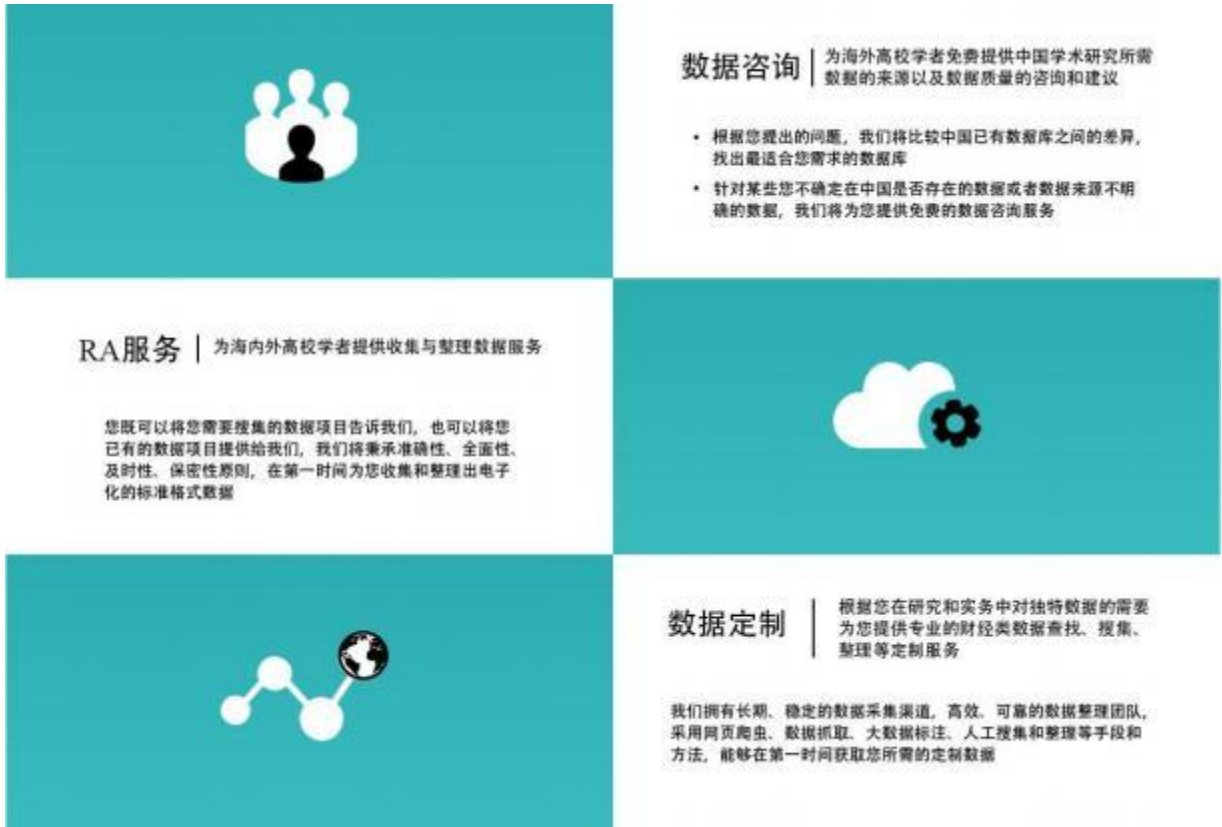 数据咨询
为海外高校学者免费提供中国学术研究所需
数据的来源以及数据质量的咨询和建议
• 根据您提出的问题，我们将比较中国已有数据库之间的差异，
找出最适合您需求的数据库
• 针对某些您不确定在中国是否存在的数据或者数据来源不明
确的数据，我们将为您提供免费的数据咨询服务
RA服务
为海内外高校学者提供收集与整理数据服务
您既可以将您需要搜集的数据项目告诉我们，也可以将您
已有的数据项目提供给我们，我们将秉承准确性、全面性、
及时性、保密性原则，在第一时间为您收集和整理出电子
化的标准格式数据
数据定制
根据您在研究和实务中对独特数据的需要
为您提供专业的财经类数据查找、搜集、
整理等定制服务
我们拥有长期、稳定的数据采集渠道，高效、可靠的数据整理团队，
采用网页爬虫、数据抓取、大数据标注、人工搜集和整理等手段和
方法，能够在第一时间获取您所需的定制数据